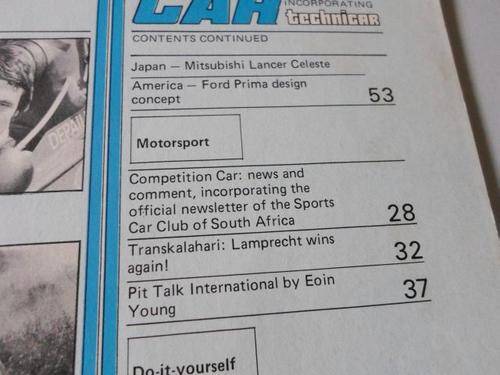 CAR INCORPORATING
technicar
CONTENTS CONTINUED
Japan — Mitsubishi Lancer Celeste
America — Ford Prima design
concept 53
Motorsport
Competition Car: news and
comment, incorporating the
official newsletter of the Sports
Car Club of South Africa 28
Transkalahari: Lamprecht wins
again! 32
Pit Talk International by Eoin
Young 37
Do-it-yourself